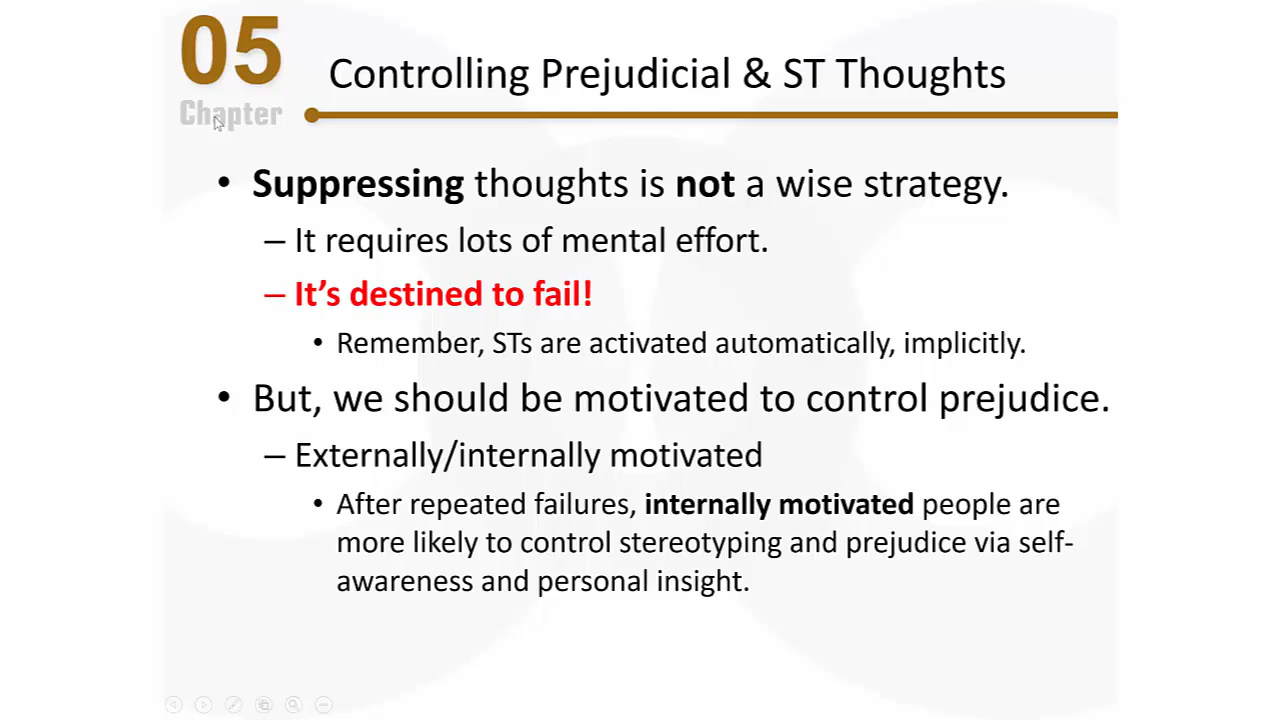 05
Chapter
Controlling Prejudicial & ST Thoughts
• Suppressing thoughts is not a wise strategy.
– It requires lots of mental effort.
– It’s destined to fail!
• Remember, STs are activated automatically, implicitly.
• But, we should be motivated to control prejudice.
– Externally/internally motivated
• After repeated failures, internally motivated people are
more likely to control stereotyping and prejudice via self-
awareness and personal insight.